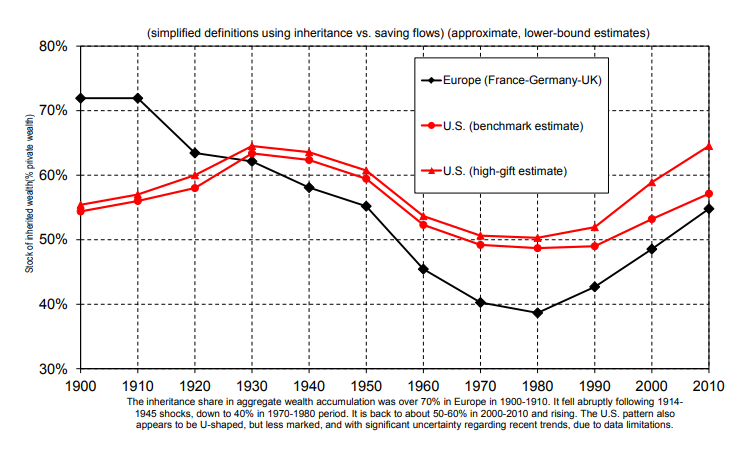 (simplified definitions using inheritance vs. saving flows) (approximate, lower-bound estimates)
80%
70%
60%
50%
40%
30%
Stock of inherited wealth(% private wealth)
Europe (France-Germany-UK)
U.S. (benchmark estimate)
U.S. (high-gift estimate)
1900 1910 1920 1930 1940 1950 1960 1970 1980 1990 2000 2010
The inheritance share in aggregate wealth accumulation was over 70% in Europe in 1900-1910. It fell abruptly following 1914-
1945 shocks, down to 40% in 1970-1980 period. It is back to about 50-60% in 2000-2010 and rising. The U.S. pattern also
appears to be U-shaped, but less marked, and with significant uncertainty regarding recent trends, due to data limitations.